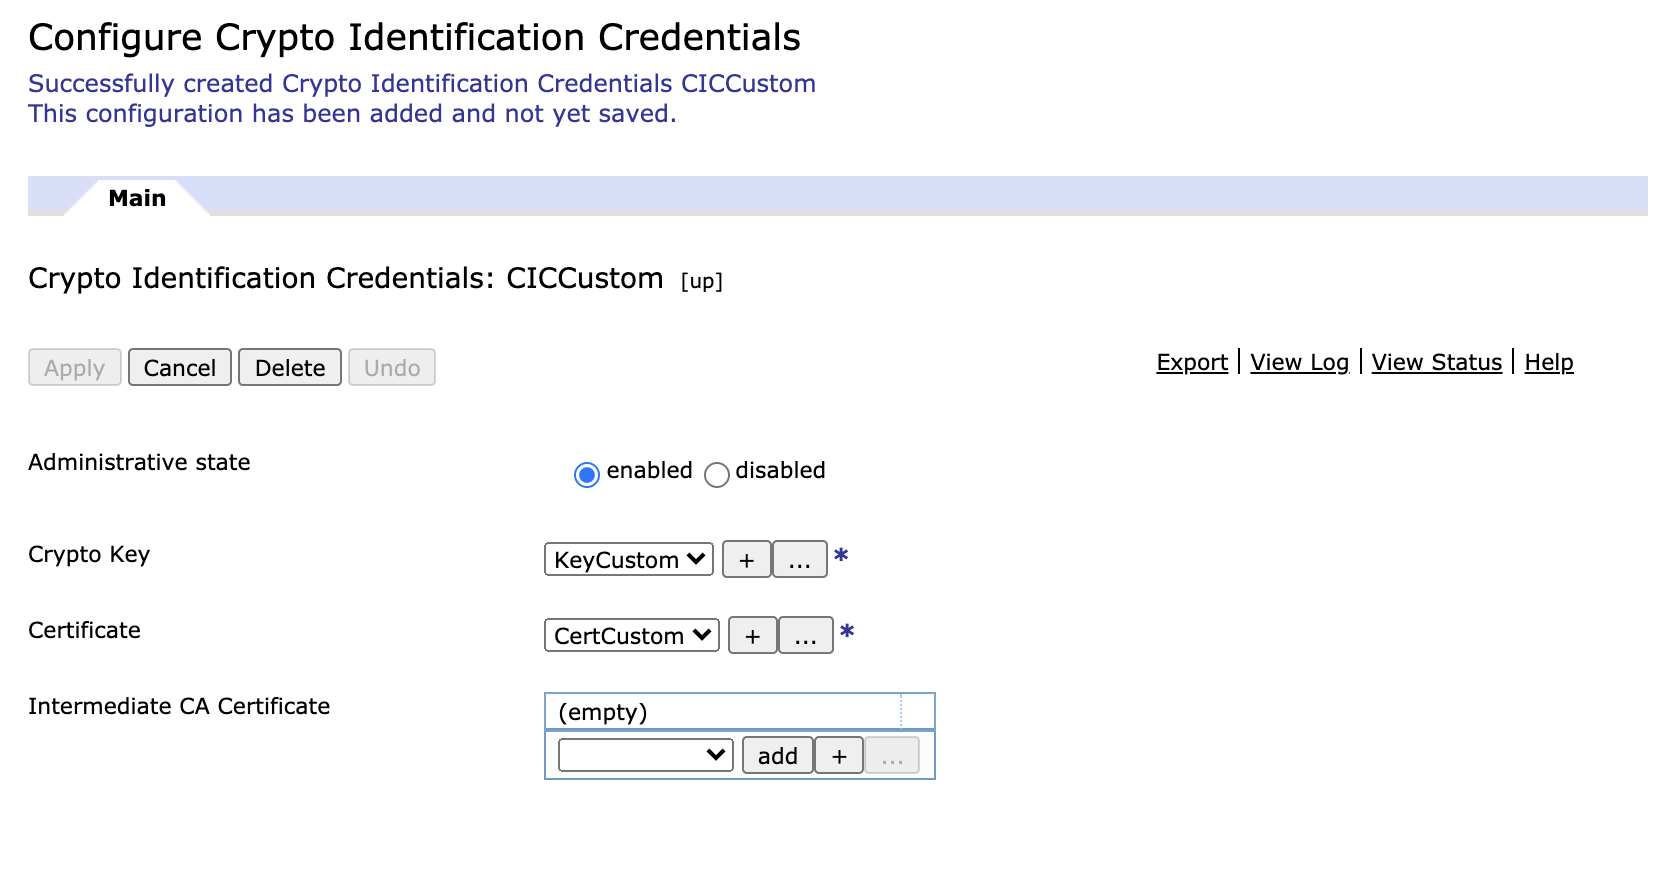 Configure Crypto Identification Credentials
Successfully created Crypto Identification Credentials CICCustom
This configuration has been added and not yet saved.
Main
Crypto Identification Credentials: CICCustom [up]
Apply Cancel Delete Undo Export | View Log | View Status | Help
Administrative state enabled disabled
Crypto Key KeyCustom + ... *
Certificate CertCustom + ... *
Intermediate CA Certificate (empty)
add + ...